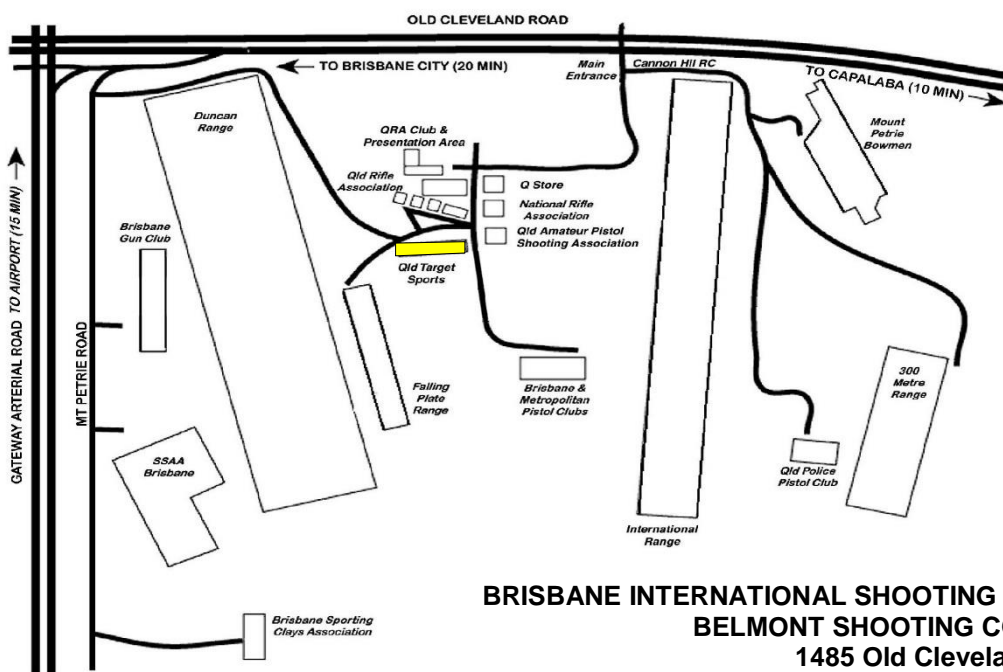 OLD CLEVELAND ROAD
TO BRISBANE CITY (20 MIN)
Main
Entrance
Cannon Hill RC
TO CAPALABA (10 MIN)
Duncan
Range
QRA Club &
Presentation Area
Mount
Petrie
Bowmen
Qld Rifle
Association
Q Store
National Rifle
Association
Qld Amateur Pistol
Shooting Association
Brisbane
Gun Club
Qld Target
Sports
GATEWAY ARTERIAL ROAD TO AIRPORT (15 MIN)
MT PETRIE ROAD
Falling
Plate
Range
Brisbane &
Metropolitan
Pistol Clubs
300
Metre
Range
SSAA
Brisbane
Qld Police
Pistol Club
International
Range
Brisbane Sporting
Clays Association
BRISBANE INTERNATIONAL SHOOTING
BELMONT SHOOTING
1485 Old